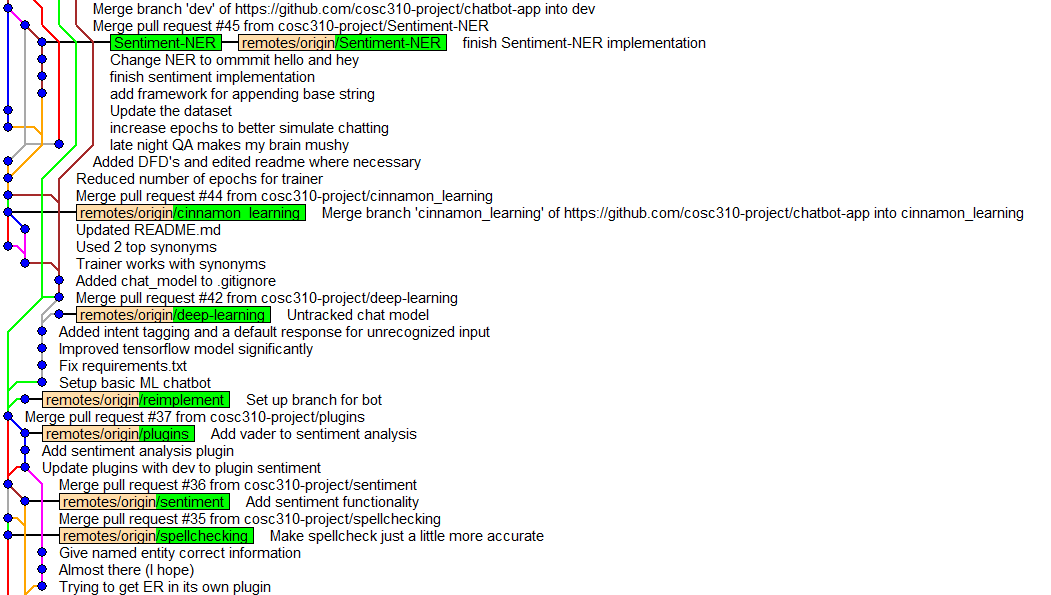 Merge branch 'dev' of https://github.com/cosc310-project/chatbot-app into dev
Merge pull request #45 from cosc310-project/Sentiment-NER
Sentiment-NER remotes/origin/Sentiment-NER finish Sentiment-NER implementation
Change NER to ommmit hello and hey
finish sentiment implementation
add framework for appending base string
Update the dataset
increase epochs to better simulate chatting
late night QA makes my brain mushy
Added DFD's and edited readme where necessary
Reduced number of epochs for trainer
Merge pull request #44 from cosc310-project/cinnamon_learning
remotes/origin/cinnamon_learning Merge branch 'cinnamon_learning' of https://github.com/cosc310-project/chatbot-app into cinnamon_learning
Updated README.md
Used 2 top synonyms
Trainer works with synonyms
Added chat_model to .gitignore
Merge pull request #42 from cosc310-project/deep-learning
remotes/origin/deep-learning Untracked chat model
Added intent tagging and a default response for unrecognized input
Improved tensorflow model significantly
Fix requirements.txt
Setup basic ML chatbot
remotes/origin/reimplement Set up branch for bot
Merge pull request #37 from cosc310-project/plugins
remotes/origin/plugins Add vader to sentiment analysis
Add sentiment analysis plugin
Update plugins with dev to plugin sentiment
Merge pull request #36 from cosc310-project/sentiment
remotes/origin/sentiment Add sentiment functionality
Merge pull request #35 from cosc310-project/spellchecking
remotes/origin/spellchecking Make spellcheck just a little more accurate
Give named entity correct information
Almost there (I hope)
Trying to get ER in its own plugin